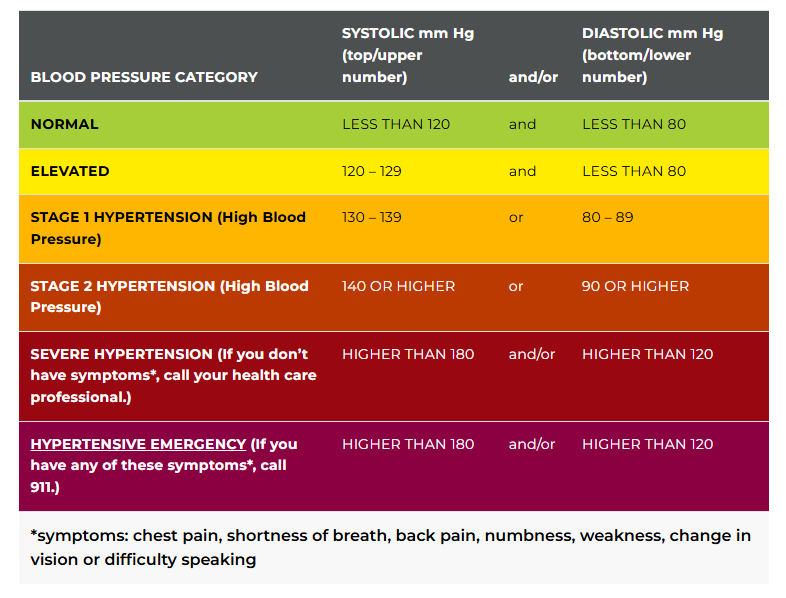 BLOOD PRESSURE CATEGORY SYSTOLIC mm Hg (top/upper number) and/or DIASTOLIC mm Hg (bottom/lower number)
NORMAL LESS THAN 120 and LESS THAN 80
ELEVATED 120 – 129 and LESS THAN 80
STAGE 1 HYPERTENSION (High Blood 130 – 139 or 80 – 89
Pressure)
STAGE 2 HYPERTENSION (High Blood 140 OR HIGHER or 90 OR HIGHER
Pressure)
SEVERE HYPERTENSION (If you don’t HIGHER THAN 180 and/or HIGHER THAN 120
have symptoms*, call your health care
professional.)
HYPERTENSIVE EMERGENCY (If you HIGHER THAN 180 and/or HIGHER THAN 120
have any of these symptoms*, call
911.)
*symptoms: chest pain, shortness of breath, back pain, numbness, weakness, change in
vision or difficulty speaking